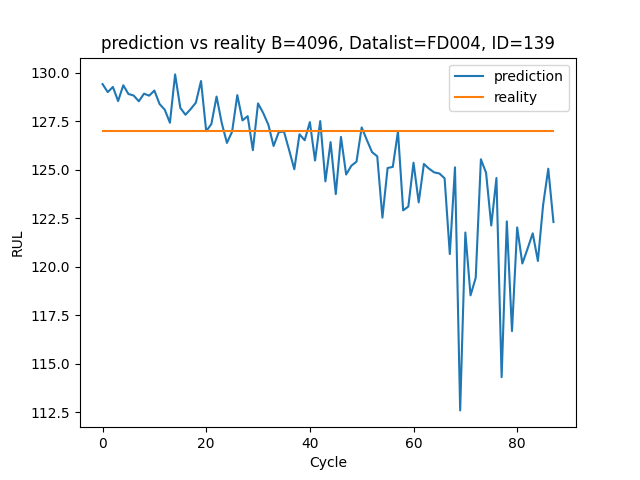 prediction vs reality B=4096, Datalist=FD004, ID=139
130.0
127.5
125.0
122.5
120.0
117.5
115.0
112.5
RUL
prediction
reality
0 20 40 60 80
Cycle